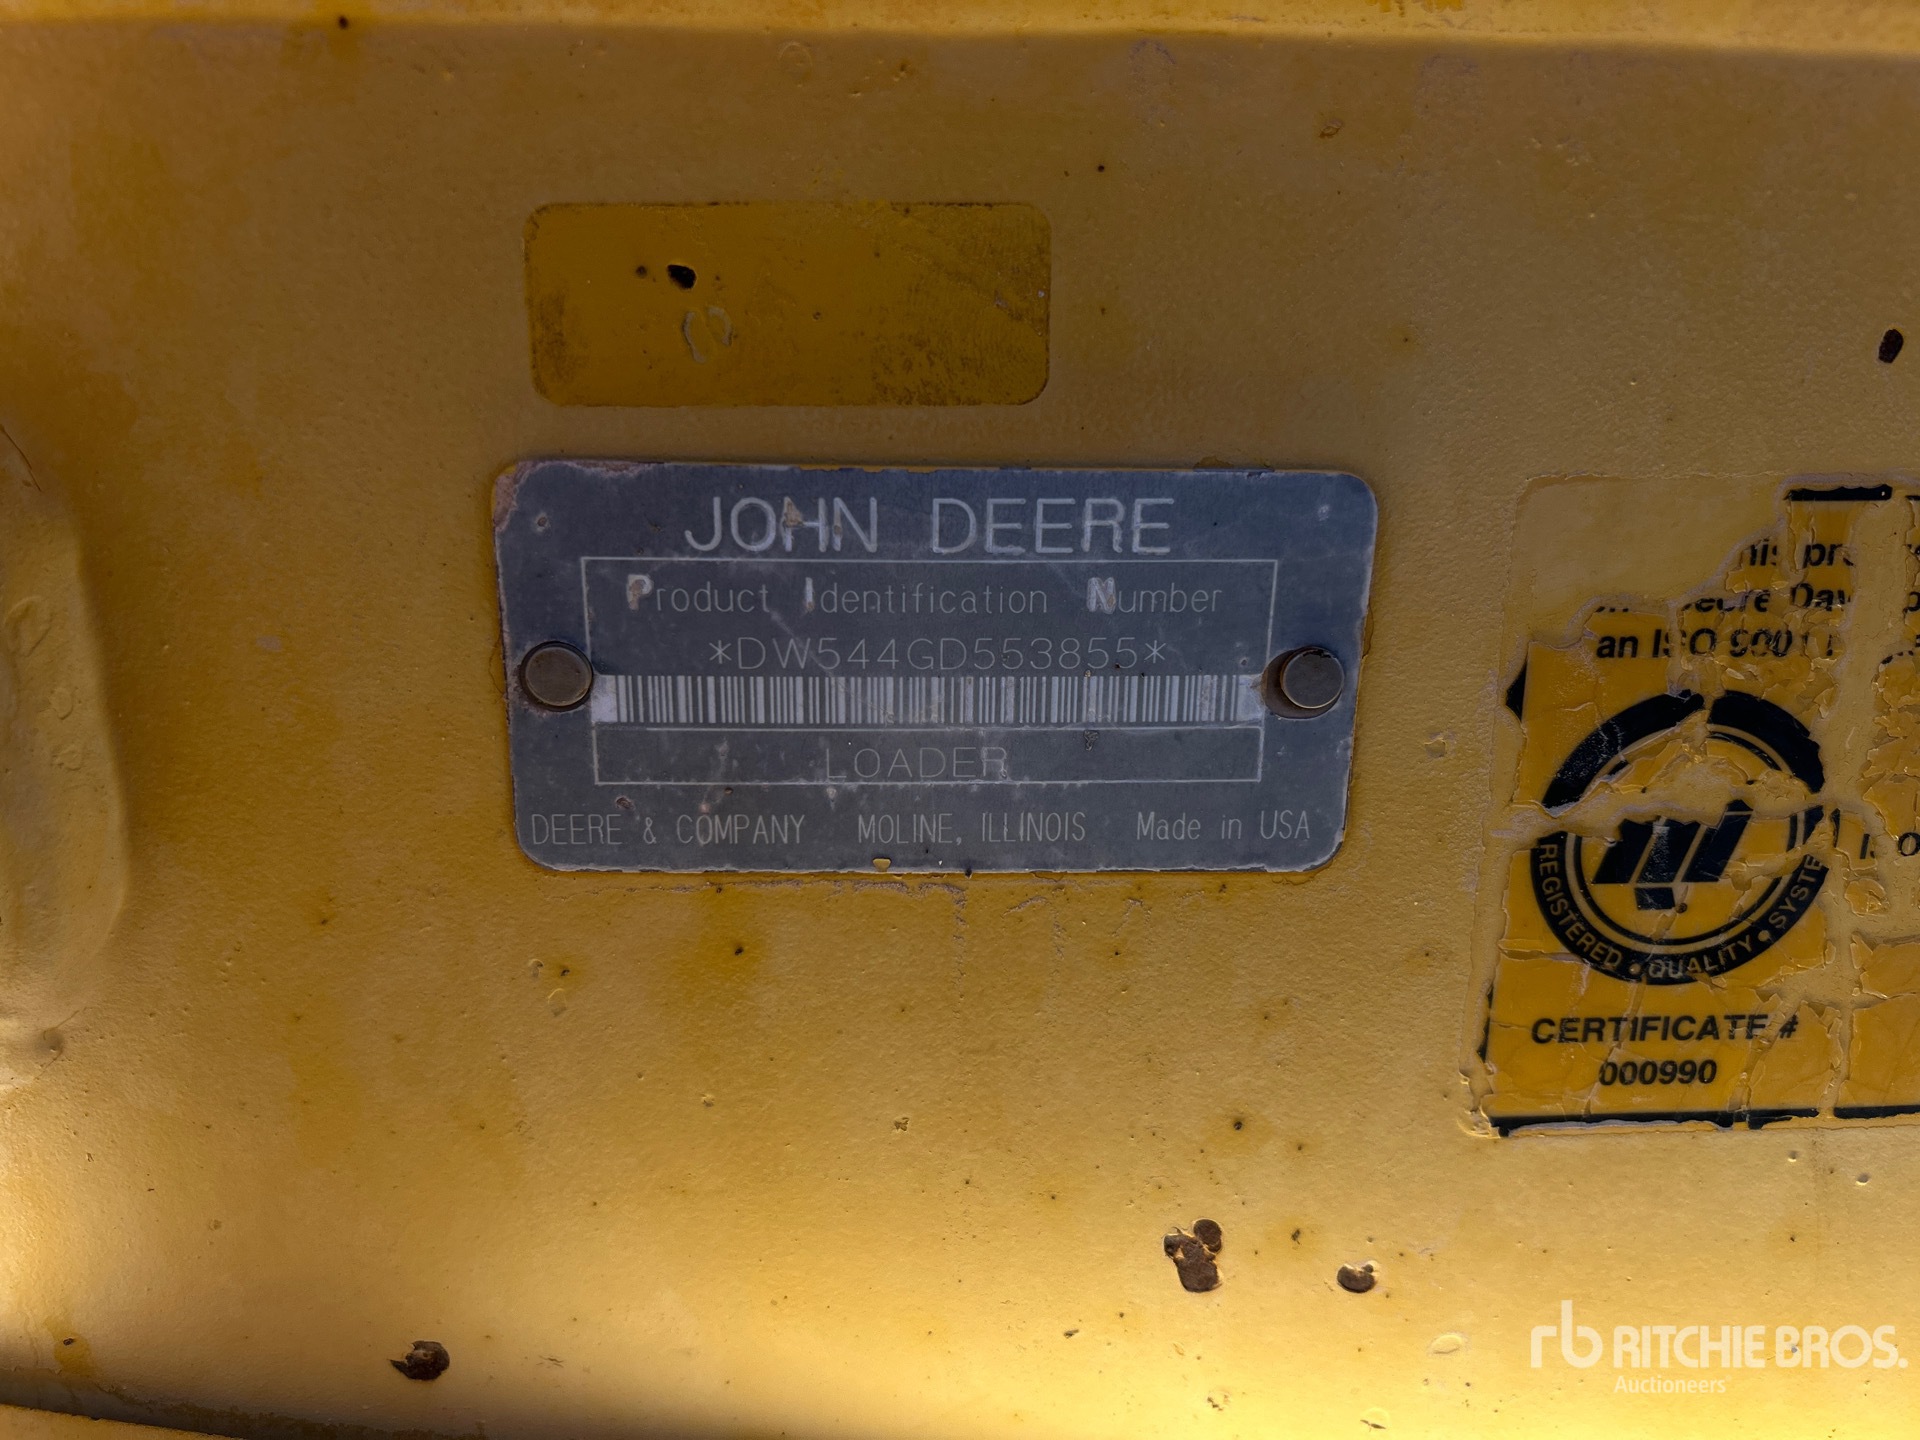 JOHN DEERE
Product Identification Number
*DW544GD553855*
LOADER
DEERE & COMPANY MOLINE, ILLINOIS Made in USA
an ISO 9001
REGISTERED • QUALITY •
CERTIFICATE #
000990
rb RITCHIE BROS.
Auctioneers